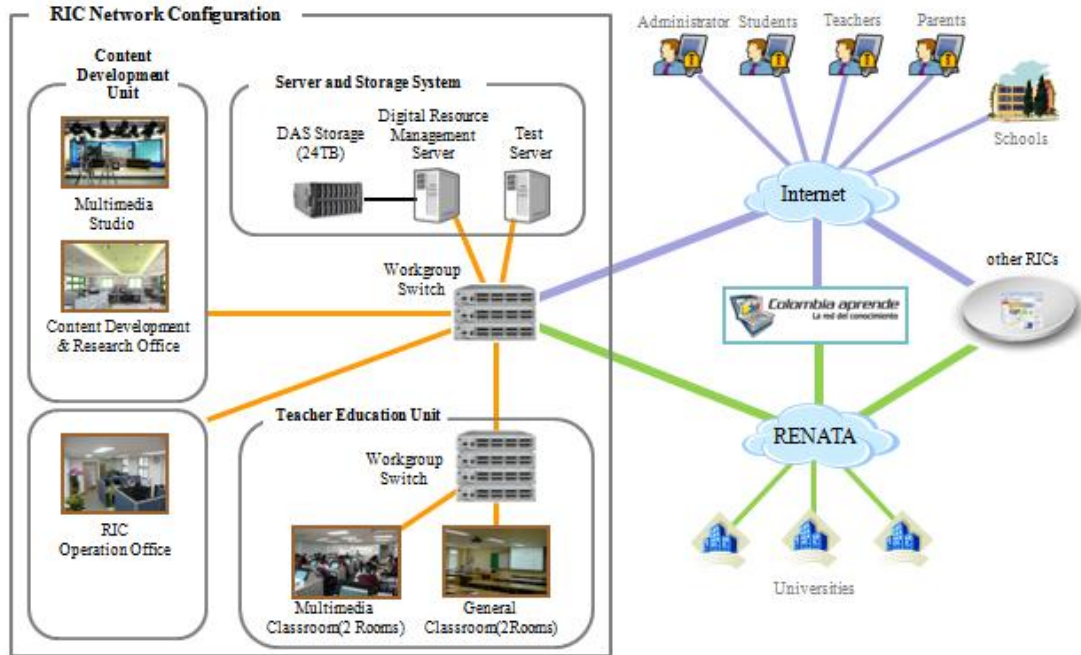 RIC Network Configuration
Content
Development
Unit
Multimedia
Studio
Content Development
& Research Office
RIC
Operation Office
Server and Storage System
DAS Storage
(24TB)
Digital Resource
Management
Server
Test
Server
Workgroup
Switch
Teacher Education Unit
Workgroup
Switch
Multimedia
Classroom(2 Rooms)
General
Classroom(2Rooms)
Administrator
Students
Teachers
Parents
Schools
Internet
other RICs
Colombia aprende
La red del conocimiento
RENATA
Universities